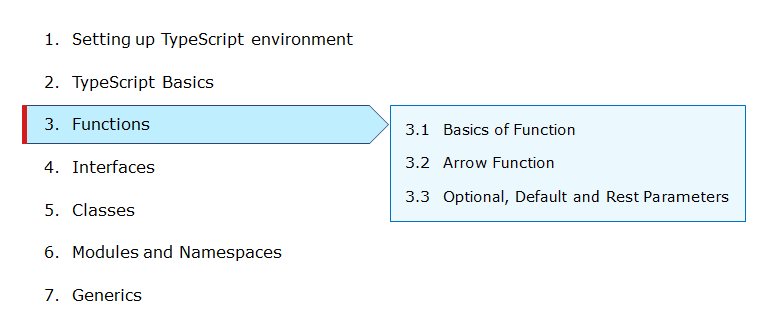 1. Setting up TypeScript environment
2. TypeScript Basics
3. Functions
3.1 Basics of Function
3.2 Arrow Function
3.3 Optional, Default and Rest Parameters
4. Interfaces
5. Classes
6. Modules and Namespaces
7. Generics